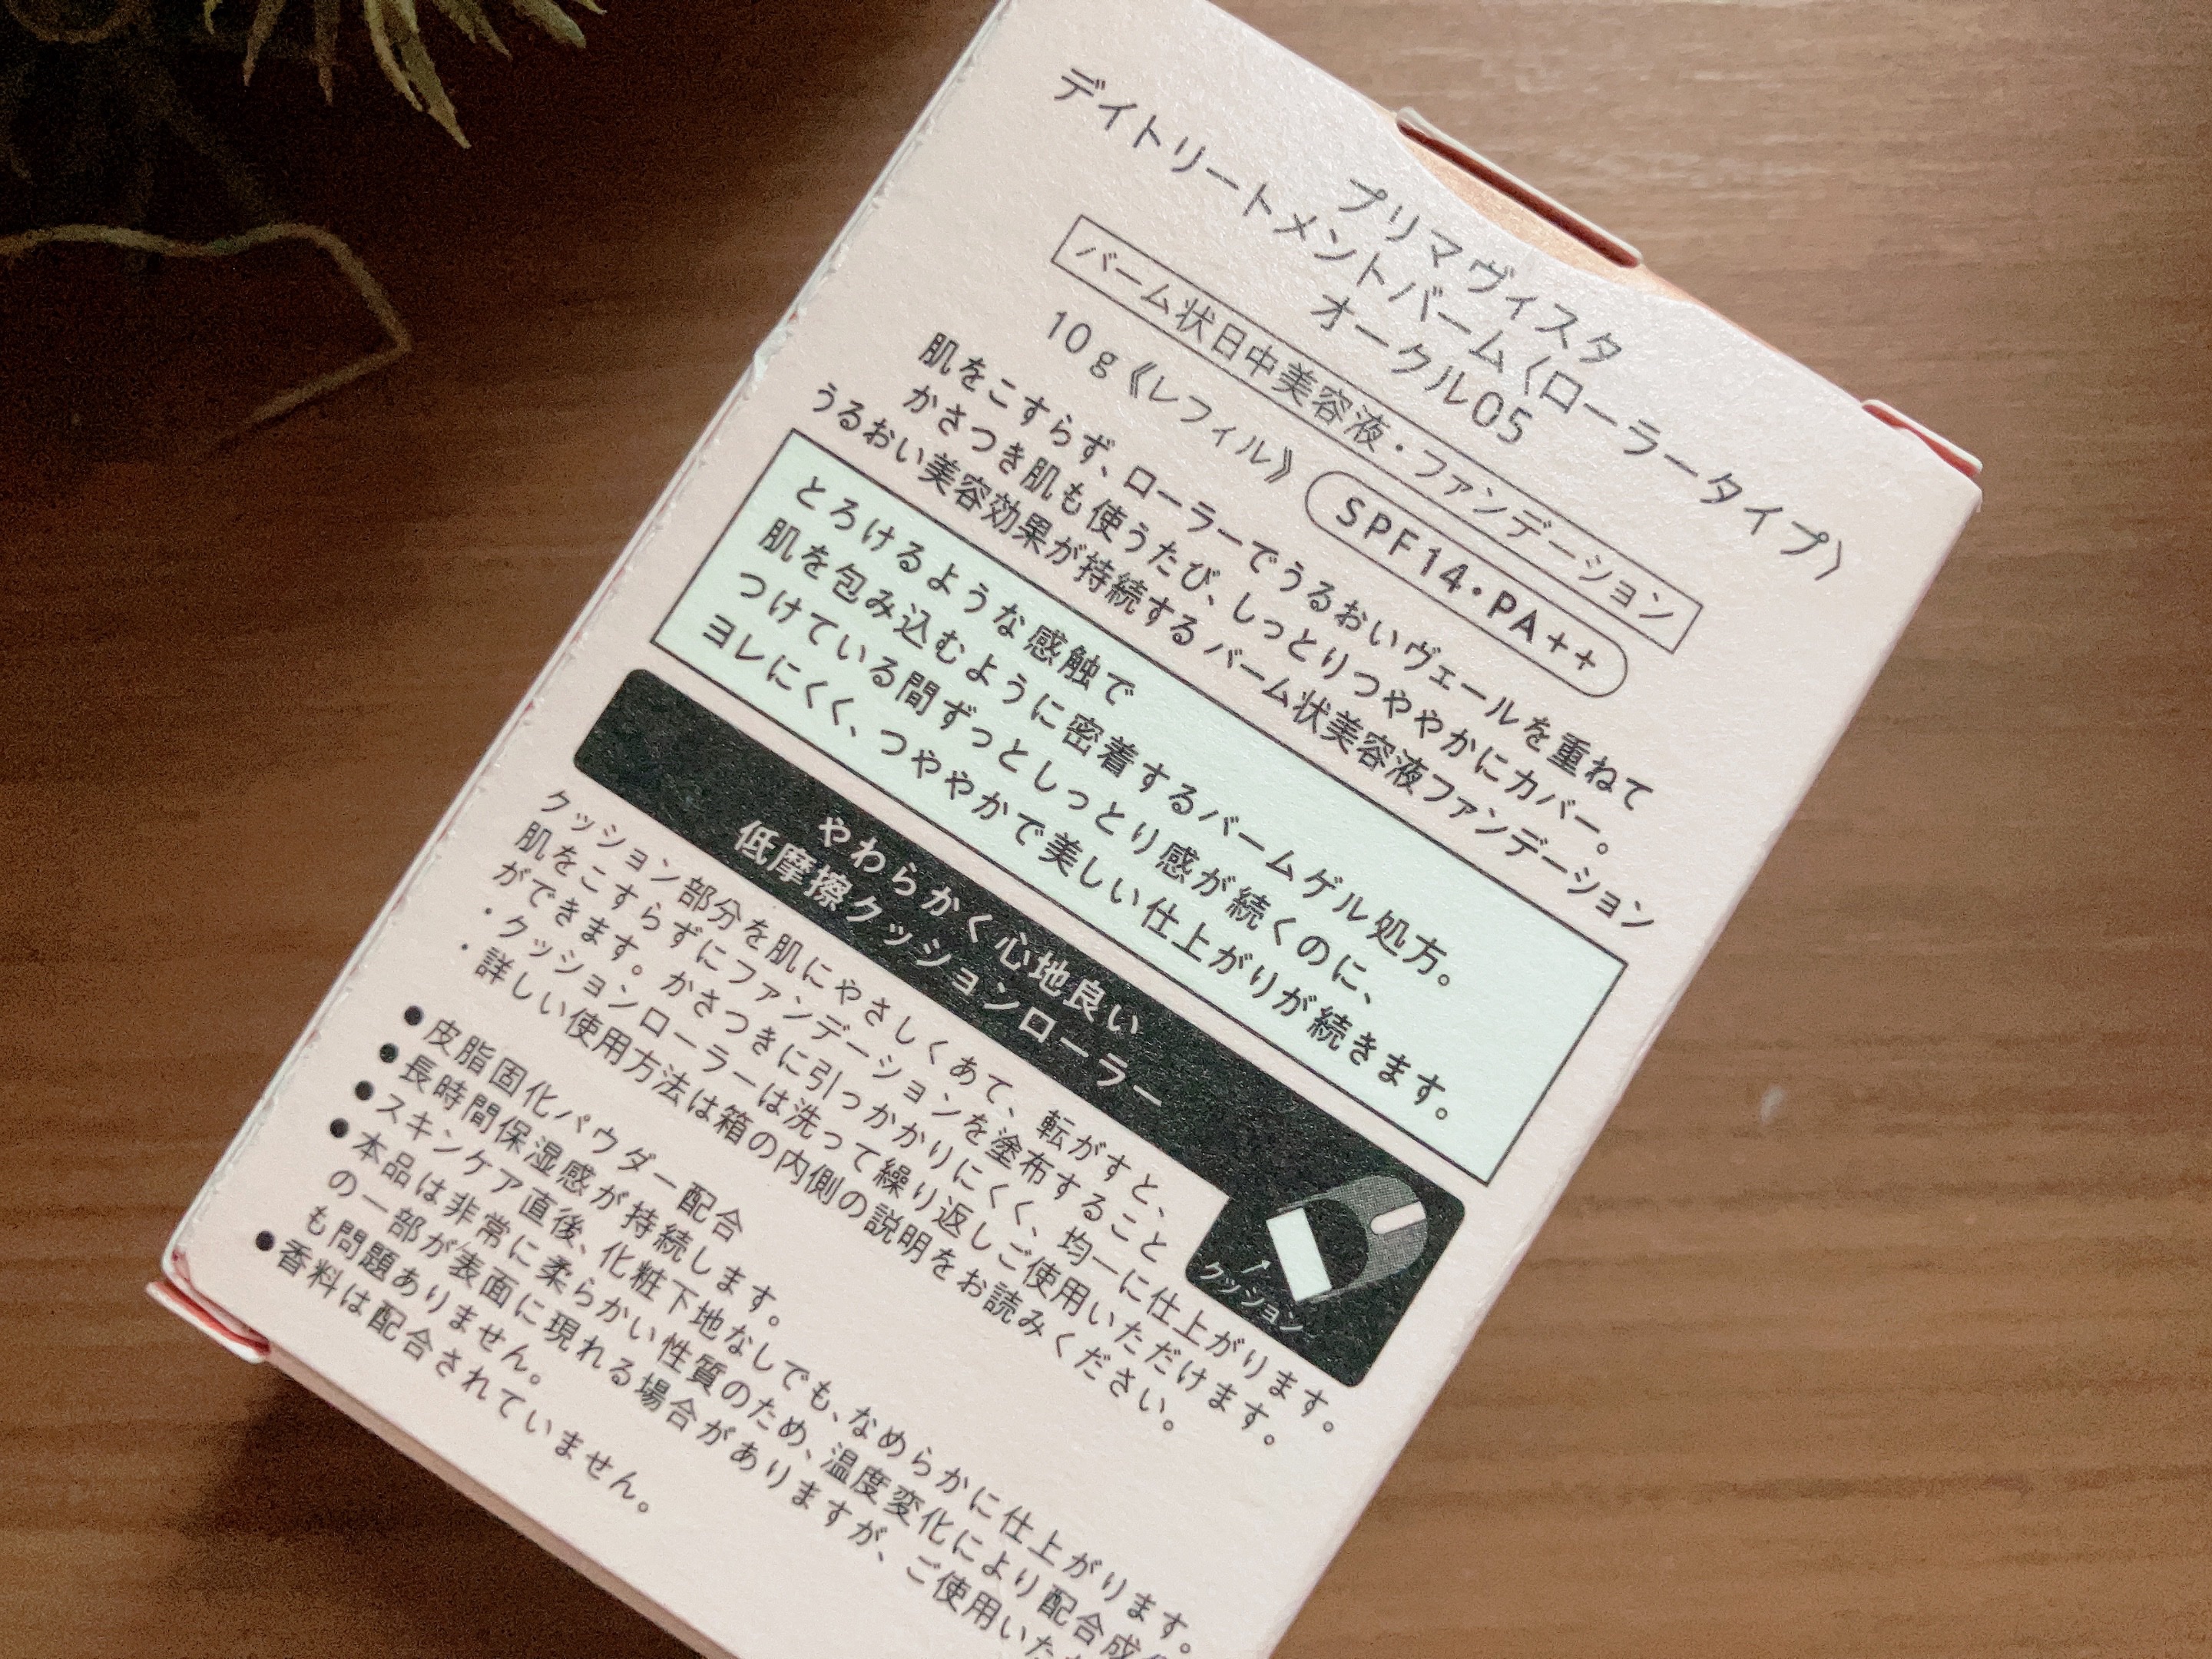 プリマヴィスタ
デイトリートメントバーム〈ローラータイプ〉
オークル05
バーム状日中美容液・ファンデーション
10g《レフィル》 SPF14・PA++
肌をこすらず、ローラーでうるおいヴェールを重ねて
かさつき肌も使うたび、しっとりつややかにカバー。
うるおい美容効果が持続するバーム状美容液ファンデーション
とろけるような感触で
肌を包み込むように密着するバームゲル処方。
つけている間ずっとしっとり感が続くのに、
ヨレにくく、つややかで美しい仕上がりが続きます。
やわらかく心地良い
低摩擦クッションローラー
クッション
クッション部分を肌にやさしくあて、転がすと、
肌をこすらずにファンデーションを塗布すること
ができます。かさつきに引っかかりにくく、均一に仕上がります。
・クッションローラーは洗って繰り返しご使用いただけます。
・詳しい使用方法は箱の内側の説明をお読みください。
●皮脂固化パウダー配合
●長時間保湿感が持続します。
●スキンケア直後、化粧下地なしでも、なめらかに仕上がります。
●本品は非常に柔らかい性質のため、温度変化により配合成
の一部が表面に現れる場合がありますが、ご使用いた
も問題ありません。
●香料は配合されていません。